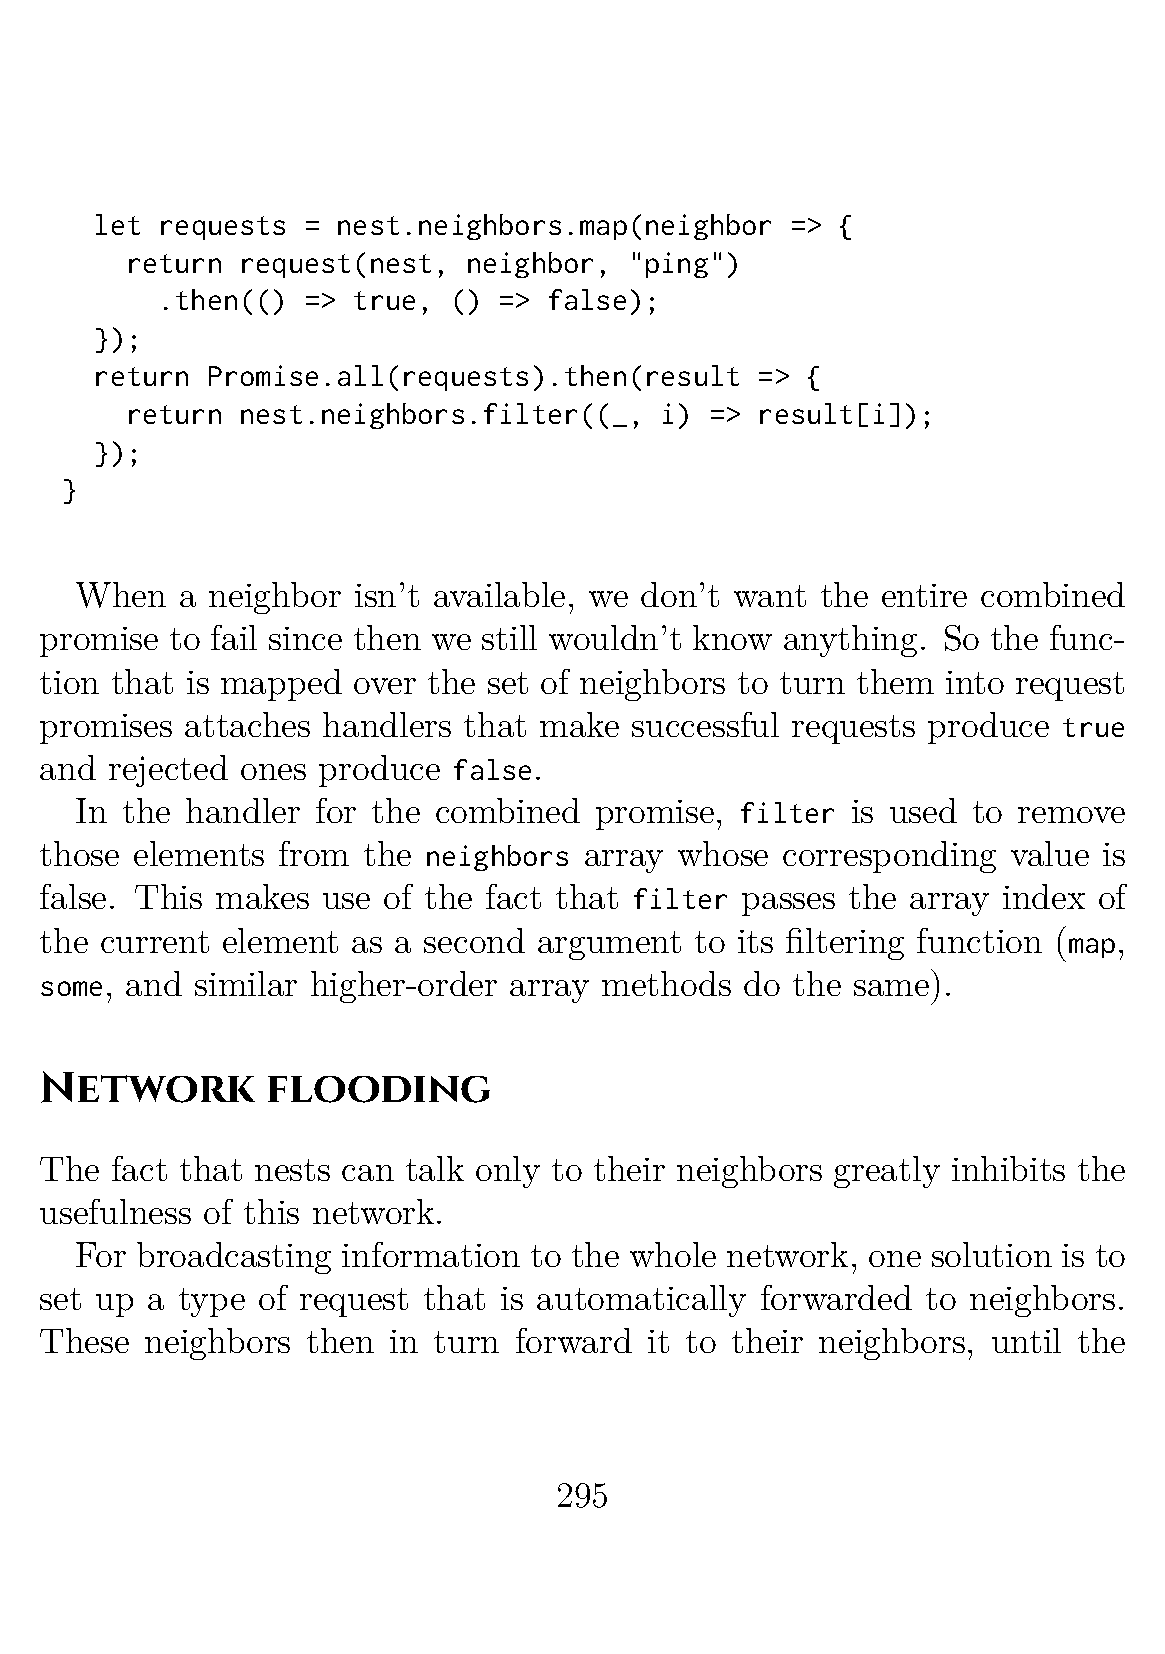 let requests = nest.neighbors.map(neighbor => {
return request(nest, neighbor, "ping")
.then(() => true, () => false);
});
return Promise.all(requests).then(result => {
return nest.neighbors.filter((_, i) => result[i]);
});
}
When a neighbor isn't available, we don't want the entire combined
promise to fail since then we still wouldn't know anything. So the func-
tion that is mapped over the set of neighbors to turn them into request
promises attaches handlers that make successful requests produce true
and rejected ones produce false.
In the handler for the combined promise, filter is used to remove
those elements from the neighbors array whose corresponding value is
false. This makes use of the fact that filter passes the array index of
the current element as a second argument to its filtering function (map,
some, and similar higher-order array methods do the same).
Network flooding
The fact that nests can talk only to their neighbors greatly inhibits the
usefulness of this network.
For broadcasting information to the whole network, one solution is to
set up a type of request that is automatically forwarded to neighbors.
These neighbors then in turn forward it to their neighbors, until the
295